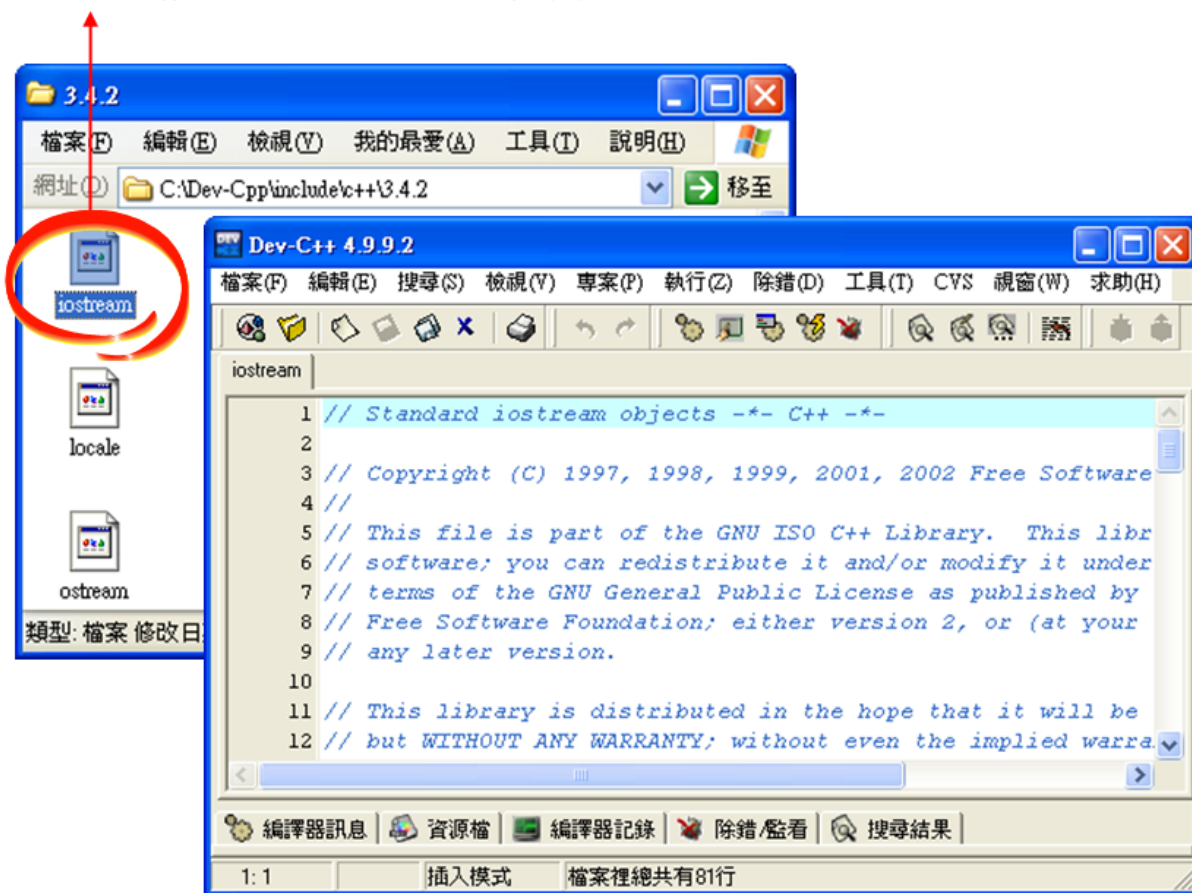 3.4.2
檔案(F) 編輯(E) 檢視(V) 我的最愛(A) 工具(T) 說明(H)
網址(D) C:\Dev-Cpp\include\c++\3.4.2 移至
iostream
locale
ostream
類型: 檔案 修改日
Dev-C++ 4.9.9.2
檔案(F) 編輯(E) 搜尋(S) 檢視(V) 專案(P) 執行(Z) 除錯(D) 工具(T) CVS 視窗(W) 求助(H)
iostream
1 // Standard iostream objects -*- C++ -*-
2
3 // Copyright (C) 1997, 1998, 1999, 2001, 2002 Free Software
4 //
5 // This file is part of the GNU ISO C++ Library.  This libr
6 // software; you can redistribute it and/or modify it under
7 // terms of the GNU General Public License as published by
8 // Free Software Foundation; either version 2, or (at your
9 // any later version.
10
11 // This library is distributed in the hope that it will be
12 // but WITHOUT ANY WARRANTY; without even the implied warra
編譯器訊息 資源檔 編譯器記錄 除錯/監看 搜尋結果
1: 1 插入模式 檔案裡總共有81行